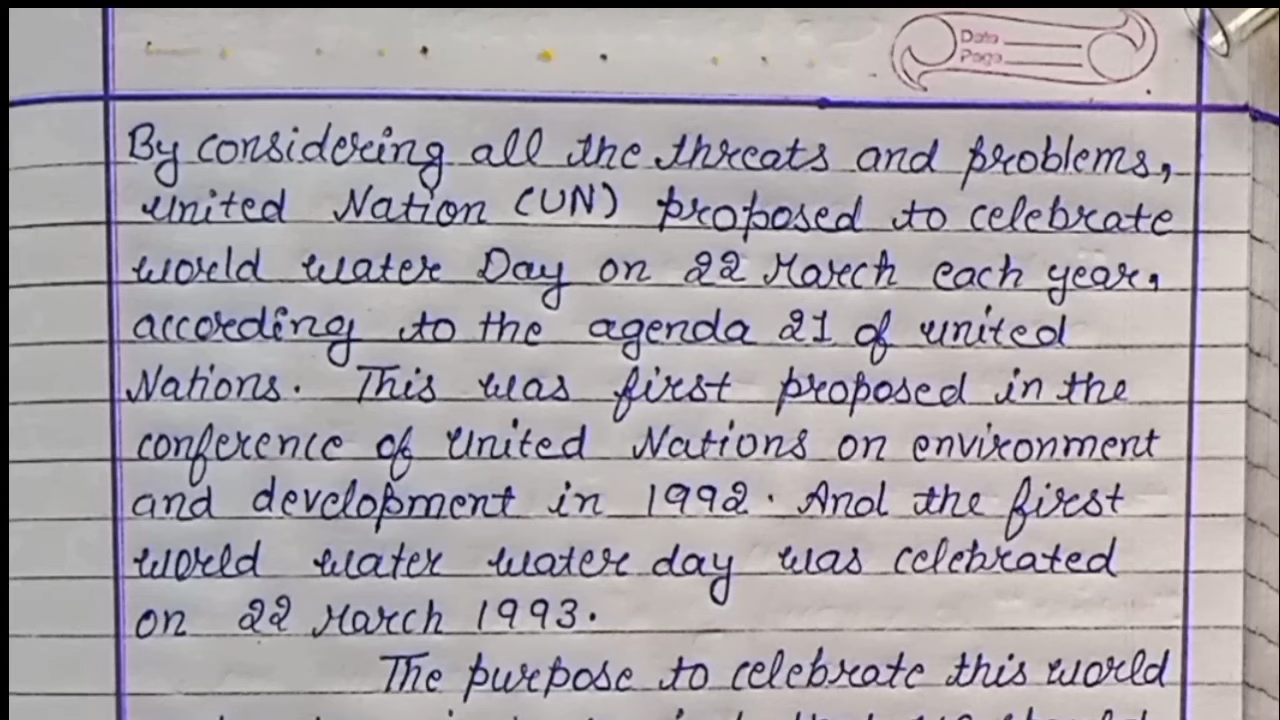 Date
Page
By considering all the threats and problems,
united Nation (UN) proposed to celebrate
world water Day on 22 March each year,
according to the agenda 21 of united
Nations. This was first proposed in the
conference of united Nations on environment
and development in 1992. And the first
world water water day was celebrated
on 22 March 1993.
The purpose to celebrate this world